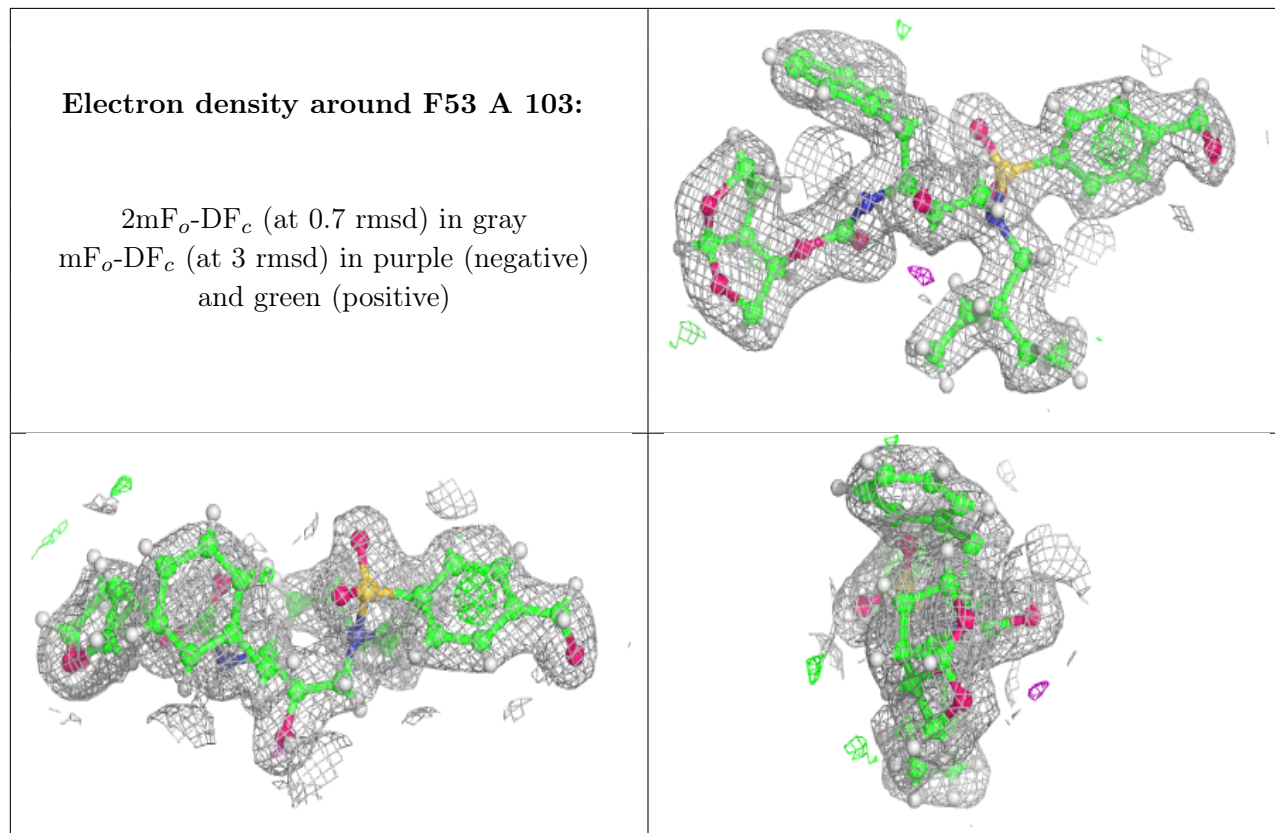 Electron density around F53 A 103:
2mFₒ-DF𝒸 (at 0.7 rmsd) in gray
mFₒ-DF𝒸 (at 3 rmsd) in purple (negative)
and green (positive)